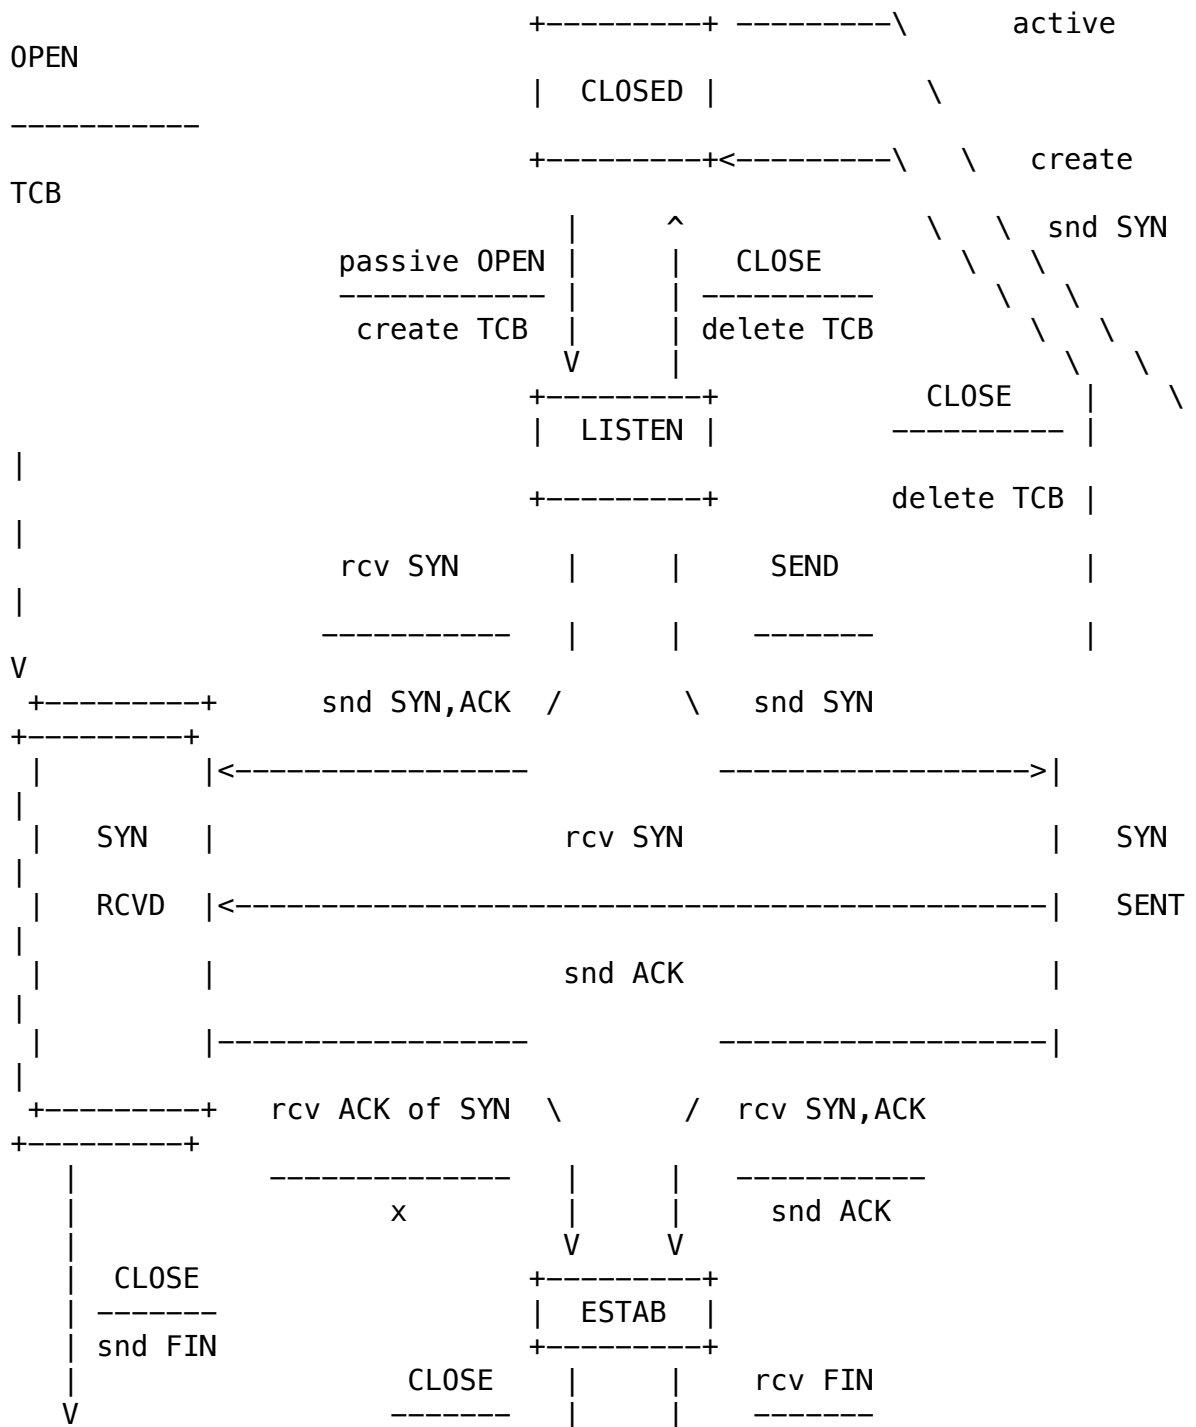 +---------+ ---------\      active
OPEN
                               |  CLOSED |            \
-----------
                               +---------+<---------\   \   create
TCB
                                 |     ^              \   \  snd SYN
                   passive OPEN |     |   CLOSE        \   \
                   ------------ |     | ----------       \   \
                    create TCB  |     | delete TCB         \   \
                                 V     |                      \   \
                               +---------+            CLOSE    |    \
                               |  LISTEN |          ---------- |
|
                               +---------+          delete TCB |
|
                    rcv SYN      |     |     SEND              |
|
                   -----------   |     |    -------            |
V
 +---------+      snd SYN,ACK  /       \   snd SYN
+---------+
 |         |<-----------------           ------------------>|
|
 |   SYN   |                    rcv SYN                     |   SYN
|
 |   RCVD  |<-----------------------------------------------|   SENT
|
 |         |                    snd ACK                     |
|
 |         |------------------           -------------------|
|
 +---------+   rcv ACK of SYN  \       /  rcv SYN,ACK
+---------+
   |           --------------   |     |   -----------
   |                  x         |     |     snd ACK
   |                            V     V
   |  CLOSE                   +---------+
   | -------                  |  ESTAB  |
   | snd FIN                  +---------+
   |                   CLOSE    |     |    rcv FIN
   V                  -------   |     |    -------